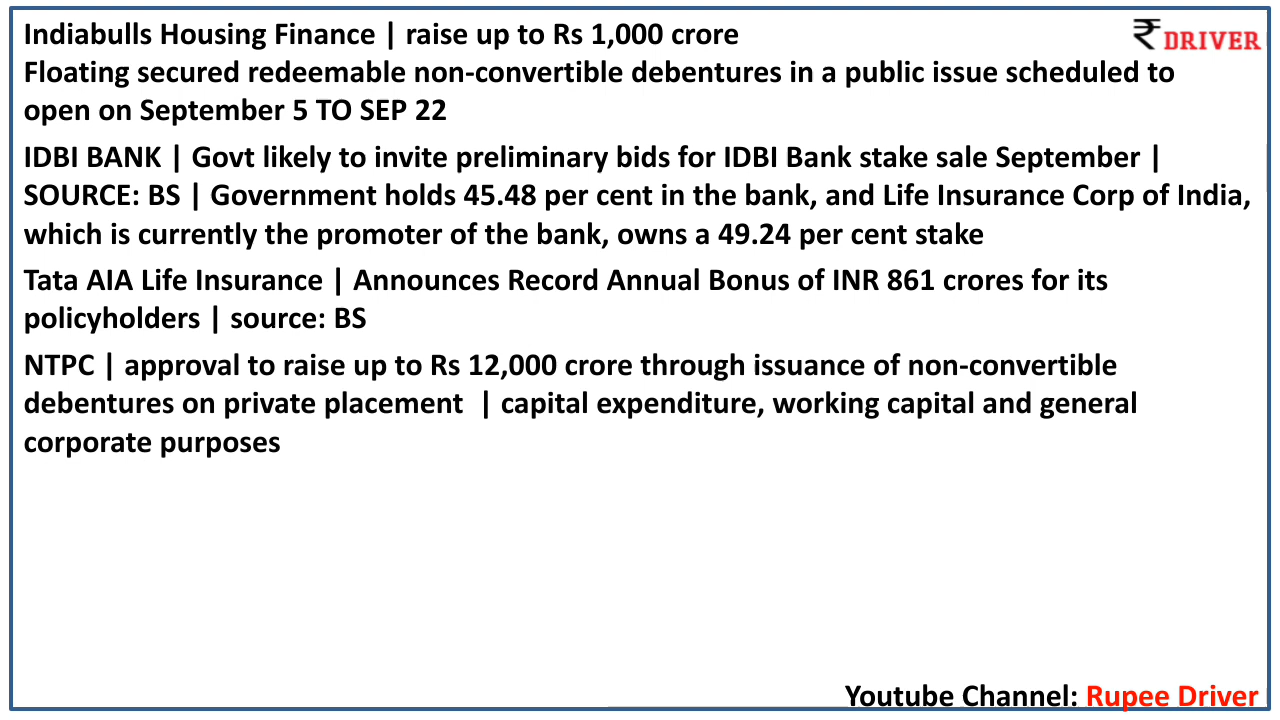 Indiabulls Housing Finance | raise up to Rs 1,000 crore
₹ DRIVER
Floating secured redeemable non-convertible debentures in a public issue scheduled to
open on September 5 TO SEP 22
IDBI BANK | Govt likely to invite preliminary bids for IDBI Bank stake sale September |
SOURCE: BS | Government holds 45.48 per cent in the bank, and Life Insurance Corp of India,
which is currently the promoter of the bank, owns a 49.24 per cent stake
Tata AIA Life Insurance | Announces Record Annual Bonus of INR 861 crores for its
policyholders | source: BS
NTPC | approval to raise up to Rs 12,000 crore through issuance of non-convertible
debentures on private placement  | capital expenditure, working capital and general
corporate purposes
Youtube Channel: Rupee Driver